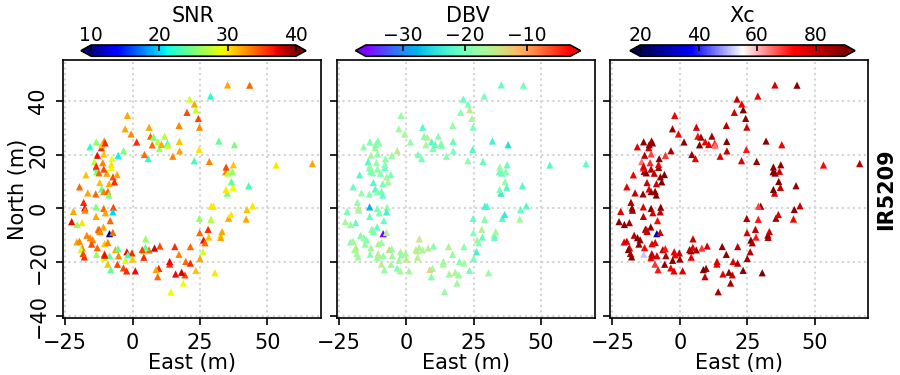 SNR DBV Xc
10 20 30 40 −30 −20 −10 20 40 60 80
40
20
0
−20
−40
North (m)
−25 0 25 50 −25 0 25 50 −25 0 25 50
East (m) East (m) East (m)
IR5209